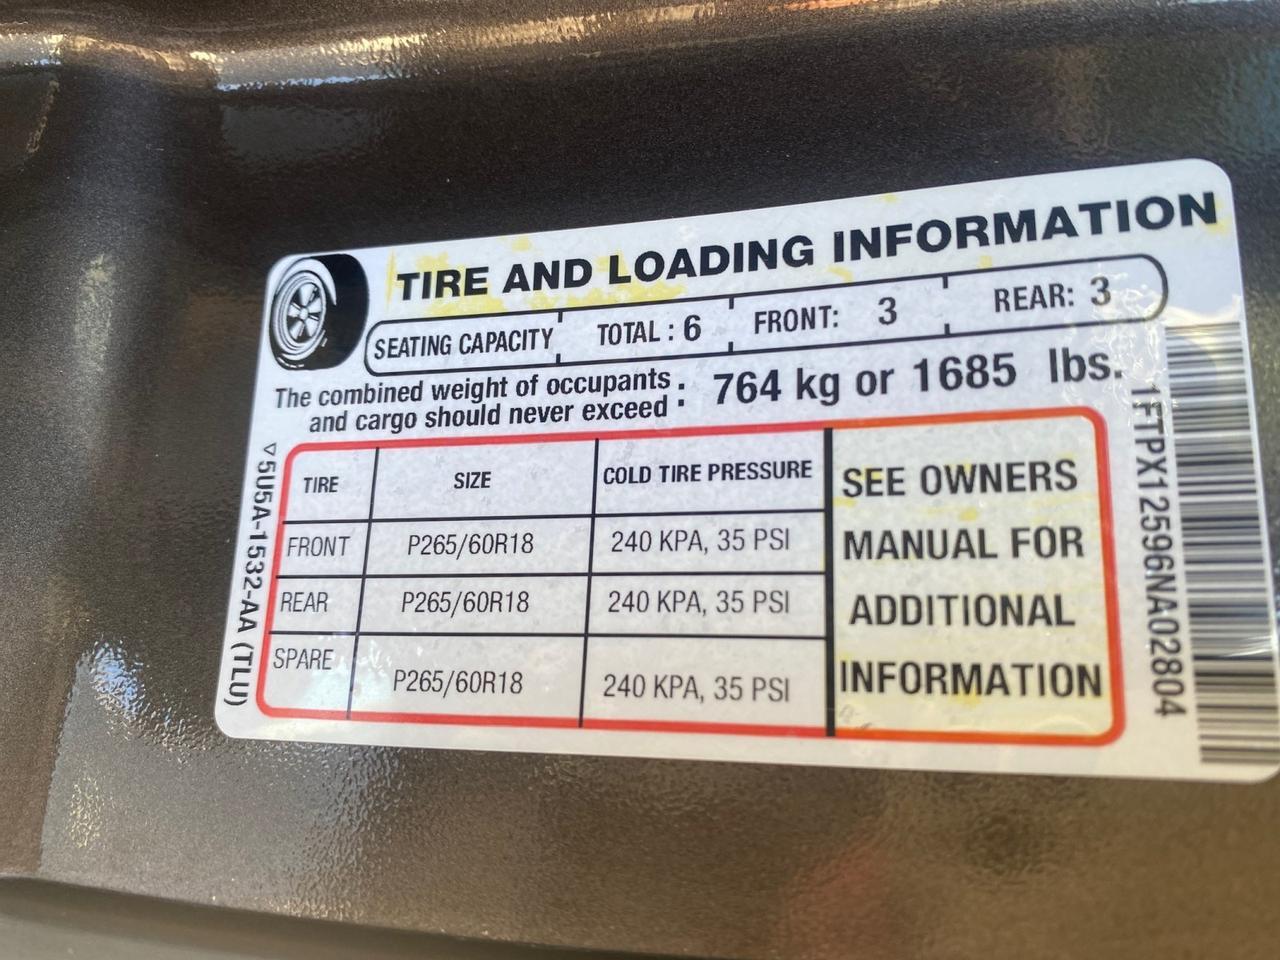 TIRE AND LOADING INFORMATION
SEATING CAPACITY TOTAL : 6 FRONT: 3 REAR: 3
The combined weight of occupants
and cargo should never exceed : 764 kg or 1685 lbs.
TIRE SIZE COLD TIRE PRESSURE
FRONT P265/60R18 240 KPA, 35 PSI
REAR P265/60R18 240 KPA, 35 PSI
SPARE P265/60R18 240 KPA, 35 PSI
SEE OWNERS
MANUAL FOR
ADDITIONAL
INFORMATION
▽5U5A-1532-AA (TLU)
1FTPX12596NA02804